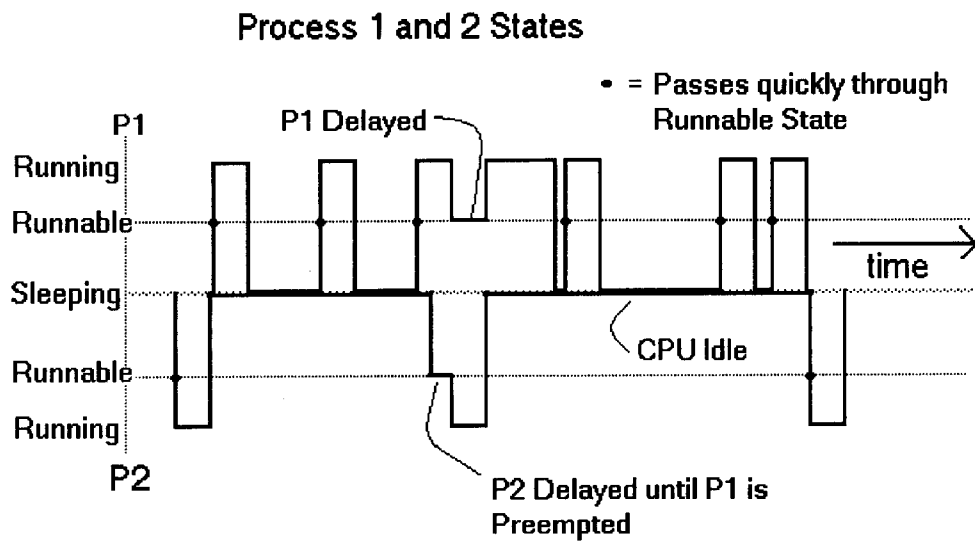 Process 1 and 2 States
• = Passes quickly through
Runnable State
P1 Delayed
P1
Running
Runnable
time
Sleeping
CPU Idle
Runnable
Running
P2
P2 Delayed until P1 is
Preempted